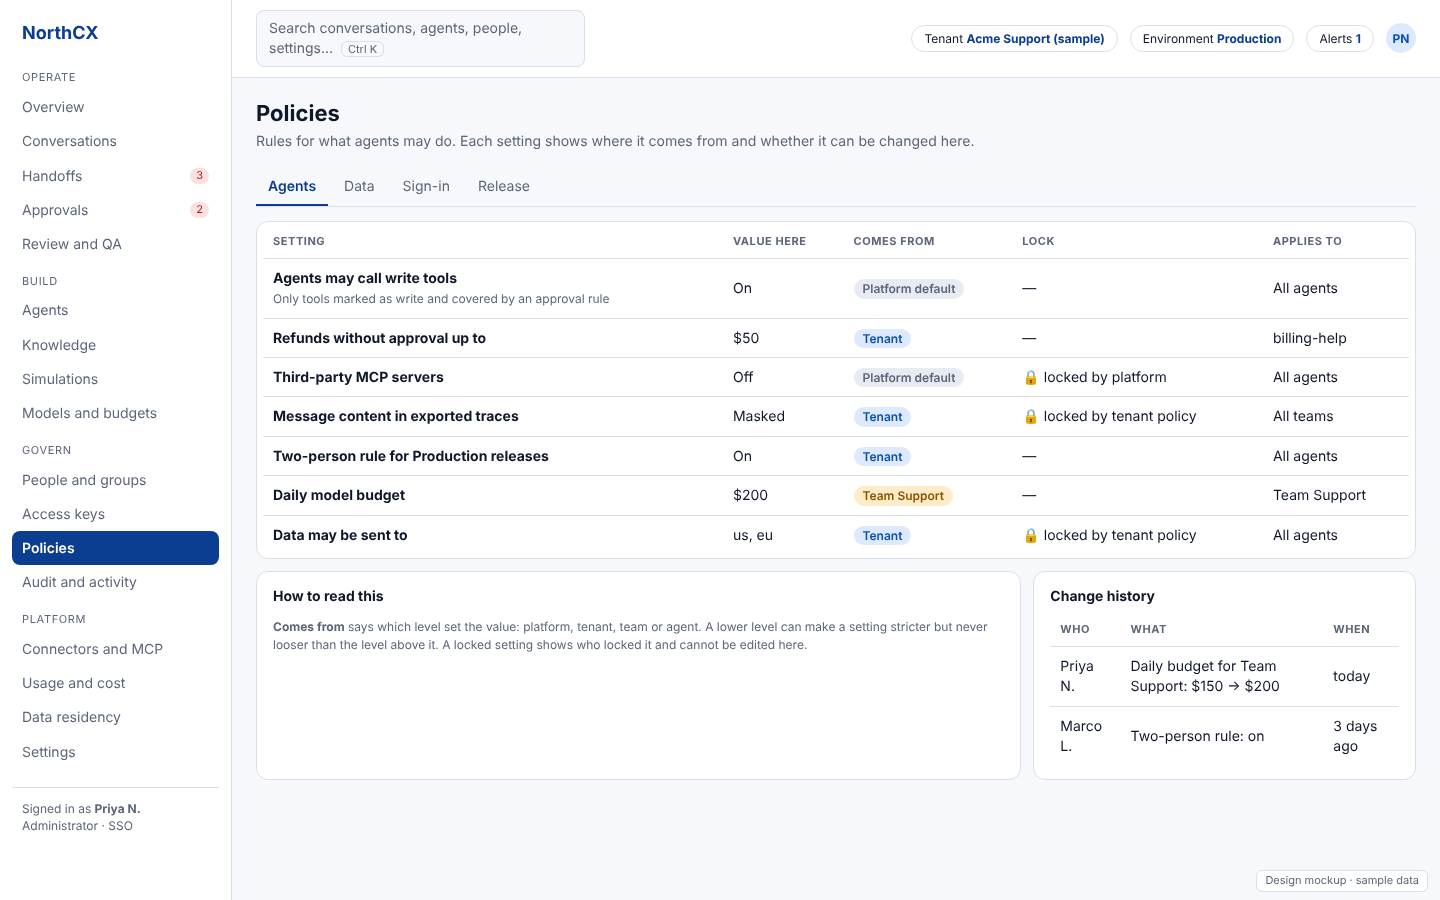 NorthCX
OPERATE
Overview
Conversations
Handoffs 3
Approvals 2
Review and QA
BUILD
Agents
Knowledge
Simulations
Models and budgets
GOVERN
People and groups
Access keys
Policies
Audit and activity
PLATFORM
Connectors and MCP
Usage and cost
Data residency
Settings
Signed in as Priya N.
Administrator · SSO
Search conversations, agents, people,
settings... Ctrl K
Tenant Acme Support (sample)
Environment Production
Alerts 1
PN
Policies
Rules for what agents may do. Each setting shows where it comes from and whether it can be changed here.
Agents Data Sign-in Release
SETTING VALUE HERE COMES FROM LOCK APPLIES TO
Agents may call write tools
Only tools marked as write and covered by an approval rule
On Platform default — All agents
Refunds without approval up to $50 Tenant — billing-help
Third-party MCP servers Off Platform default 🔒 locked by platform All agents
Message content in exported traces Masked Tenant 🔒 locked by tenant policy All teams
Two-person rule for Production releases On Tenant — All agents
Daily model budget $200 Team Support — Team Support
Data may be sent to us, eu Tenant 🔒 locked by tenant policy All agents
How to read this
Comes from says which level set the value: platform, tenant, team or agent. A lower level can make a setting stricter but never
looser than the level above it. A locked setting shows who locked it and cannot be edited here.
Change history
WHO WHAT WHEN
Priya
N.
Daily budget for Team
Support: $150 → $200
today
Marco
L.
Two-person rule: on
3 days
ago
Design mockup · sample data